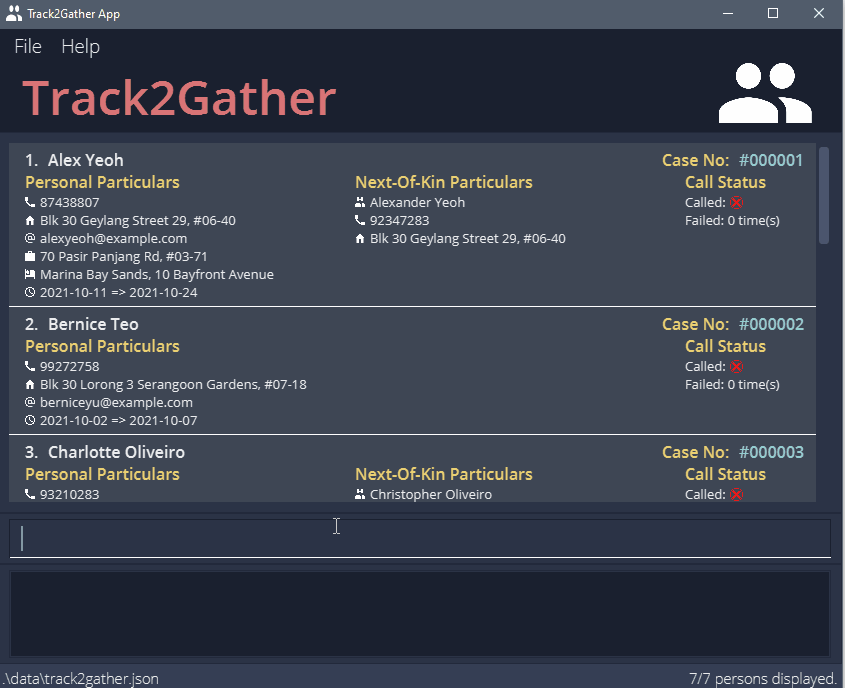 Track2Gather App
File Help
Track2Gather
1. Alex Yeoh Case No: #000001
Personal Particulars Next-Of-Kin Particulars Call Status
87438807 Alexander Yeoh Called:
Blk 30 Geylang Street 29, #06-40 92347283 Failed: 0 time(s)
alexyeoh@example.com Blk 30 Geylang Street 29, #06-40
70 Pasir Panjang Rd, #03-71
Marina Bay Sands, 10 Bayfront Avenue
2021-10-11 => 2021-10-24
2. Bernice Teo Case No: #000002
Personal Particulars Call Status
99272758 Called:
Blk 30 Lorong 3 Serangoon Gardens, #07-18 Failed: 0 time(s)
berniceyu@example.com
2021-10-02 => 2021-10-07
3. Charlotte Oliveiro Case No: #000003
Personal Particulars Next-Of-Kin Particulars Call Status
93210283 Christopher Oliveiro Called:
.\data\track2gather.json 7/7 persons displayed.